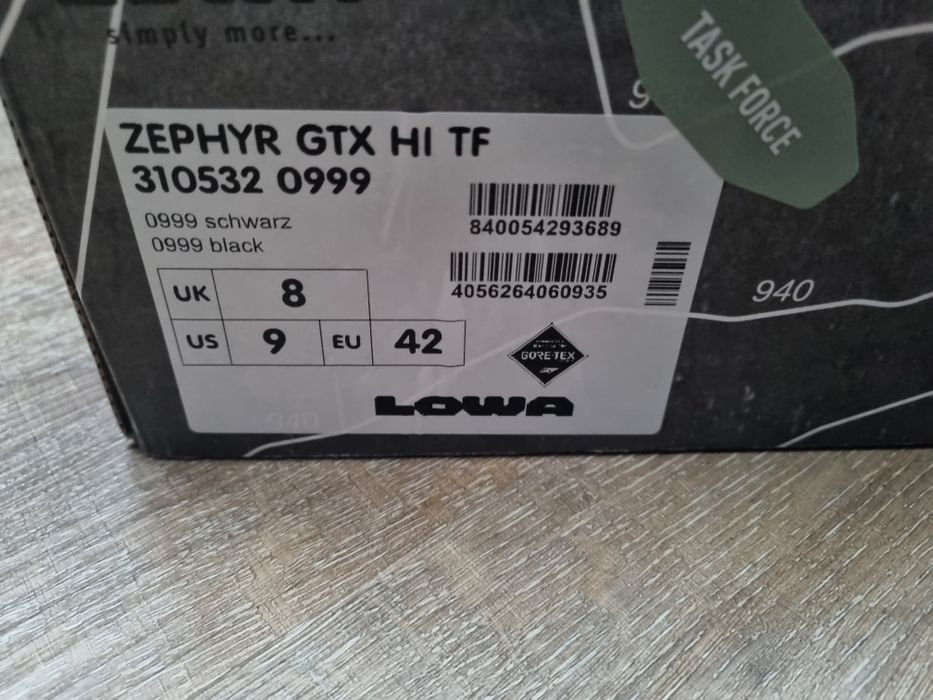 simply more...
TASK FORCE
ZEPHYR GTX HI TF
310532 0999
0999 schwarz
0999 black
840054293689
4056264060935
UK 8
US 9 EU 42
GORE-TEX
LOWA
940
940